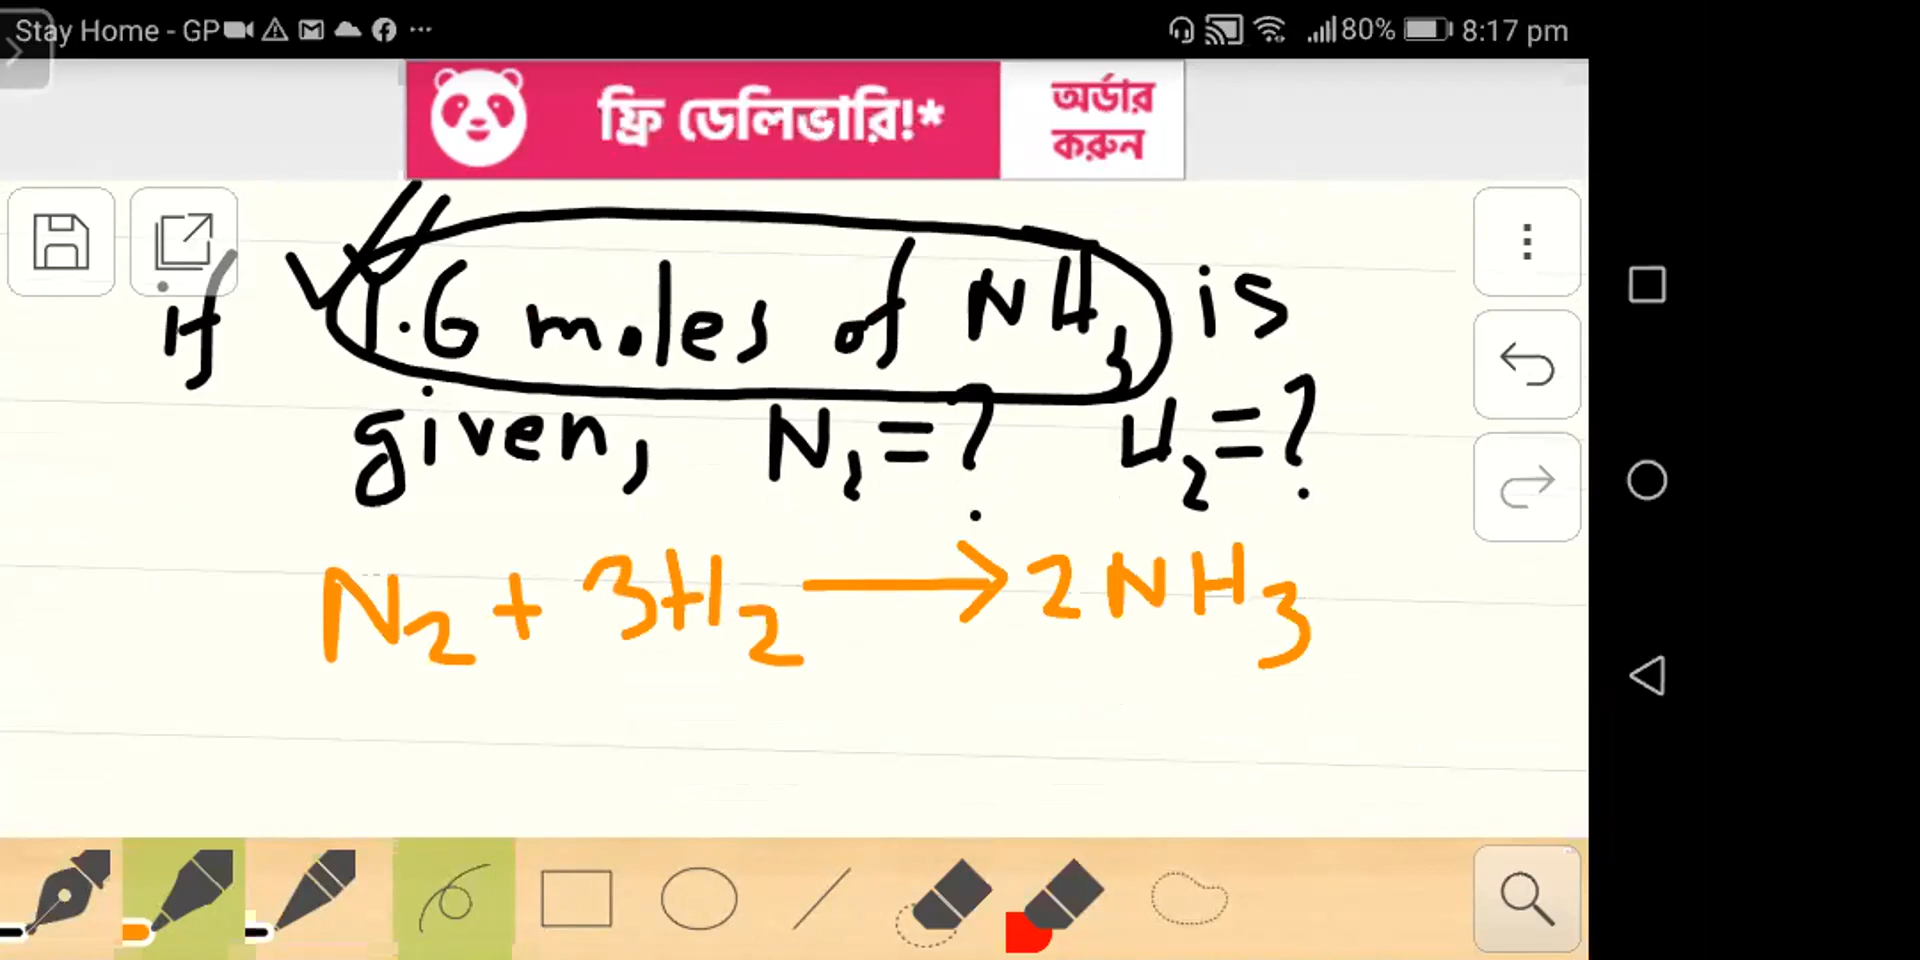 Stay Home - GP 80% 8:17 pm
ফ্রি ডেলিভারি!* অর্ডার করুন
if 1.6 moles of NH3 is
given, N2=? H2=?
N2 + 3H2 → 2NH3